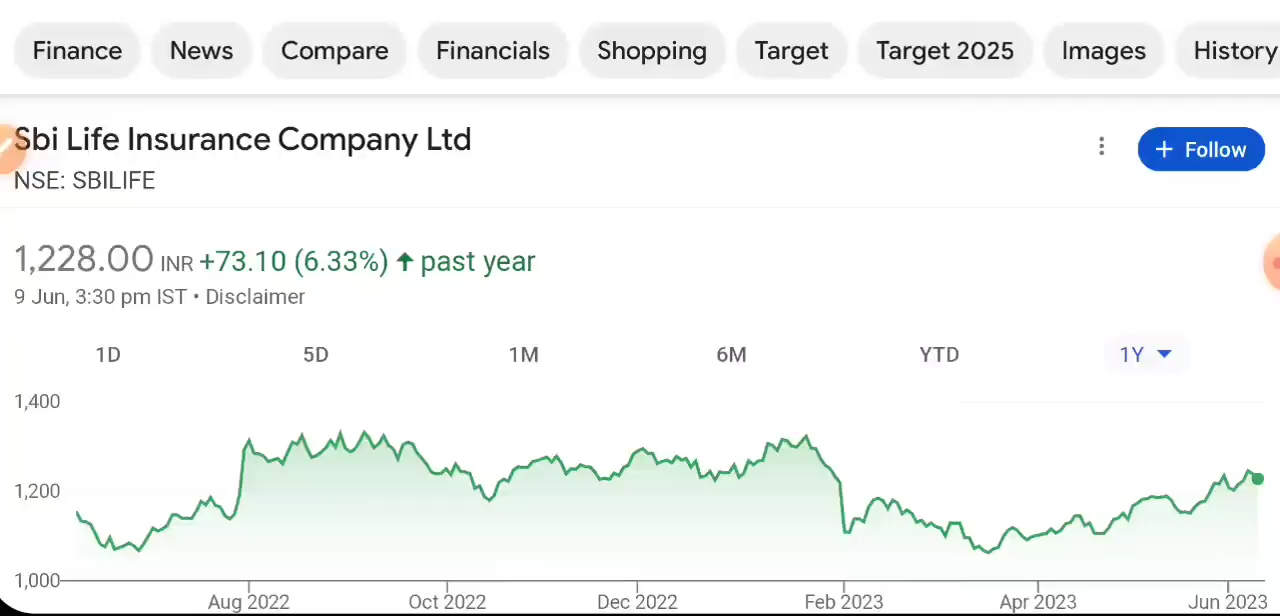 Finance News Compare Financials Shopping Target Target 2025 Images History
Sbi Life Insurance Company Ltd
+ Follow
NSE: SBILIFE
1,228.00 INR +73.10 (6.33%) ↑ past year
9 Jun, 3:30 pm IST • Disclaimer
1D 5D 1M 6M YTD 1Y
1,400
1,200
1,000
Aug 2022 Oct 2022 Dec 2022 Feb 2023 Apr 2023 Jun 2023